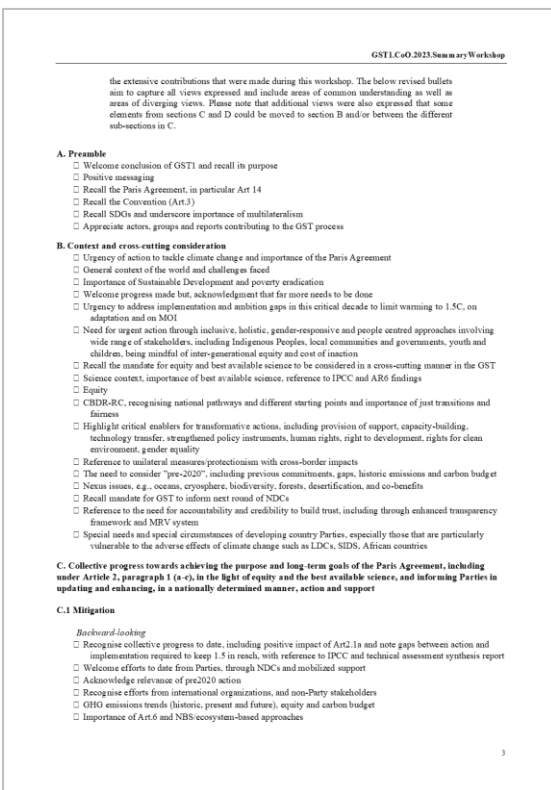 GST1.CoO.2023.SummaryWorkshop
the extensive contributions that were made during this workshop. The below revised bullets
aim to capture all views expressed and include areas of common understanding as well as
areas of diverging views. Please note that additional views were also expressed that some
elements from sections C and D could be moved to section B and/or between the different
sub-sections in C.
A. Preamble
☐ Welcome conclusion of GST1 and recall its purpose
☐ Positive messaging
☐ Recall the Paris Agreement, in particular Art 14
☐ Recall the Convention (Art.3)
☐ Recall SDGs and underscore importance of multilateralism
☐ Appreciate actors, groups and reports contributing to the GST process
B. Context and cross-cutting consideration
☐ Urgency of action to tackle climate change and importance of the Paris Agreement
☐ General context of the world and challenges faced
☐ Importance of Sustainable Development and poverty eradication
☐ Welcome progress made but, acknowledgment that far more needs to be done
☐ Urgency to address implementation and ambition gaps in this critical decade to limit warming to 1.5C, on
adaptation and on MOI
☐ Need for urgent action through inclusive, holistic, gender-responsive and people centred approaches involving
wide range of stakeholders, including Indigenous Peoples, local communities and governments, youth and
children, being mindful of inter-generational equity and cost of inaction
☐ Recall the mandate for equity and best available science to be considered in a cross-cutting manner in the GST
☐ Science context, importance of best available science, reference to IPCC and AR6 findings
☐ Equity
☐ CBDR-RC, recognising national pathways and different starting points and importance of just transitions and
fairness
☐ Highlight critical enablers for transformative actions, including provision of support, capacity-building,
technology transfer, strengthened policy instruments, human rights, right to development, rights for clean
environment, gender equality
☐ Reference to unilateral measures/protectionism with cross-border impacts
☐ The need to consider "pre-2020", including previous commitments, gaps, historic emissions and carbon budget
☐ Nexus issues, e.g., oceans, cryosphere, biodiversity, forests, desertification, and co-benefits
☐ Recall mandate for GST to inform next round of NDCs
☐ Reference to the need for accountability and credibility to build trust, including through enhanced transparency
framework and MRV system
☐ Special needs and special circumstances of developing country Parties, especially those that are particularly
vulnerable to the adverse effects of climate change such as LDCs, SIDS, African countries
C. Collective progress towards achieving the purpose and long-term goals of the Paris Agreement, including
under Article 2, paragraph 1 (a-c), in the light of equity and the best available science, and informing Parties in
updating and enhancing, in a nationally determined manner, action and support
C.1 Mitigation
Backward-looking
☐ Recognise collective progress to date, including positive impact of Art2.1a and note gaps between action and
implementation required to keep 1.5 in reach, with reference to IPCC and technical assessment synthesis report
☐ Welcome efforts to date from Parties, through NDCs and mobilized support
☐ Acknowledge relevance of pre2020 action
☐ Recognise efforts from international organizations, and non-Party stakeholders
☐ GHG emissions trends (historic, present and future), equity and carbon budget
☐ Importance of Art.6 and NBS/ecosystem-based approaches
3